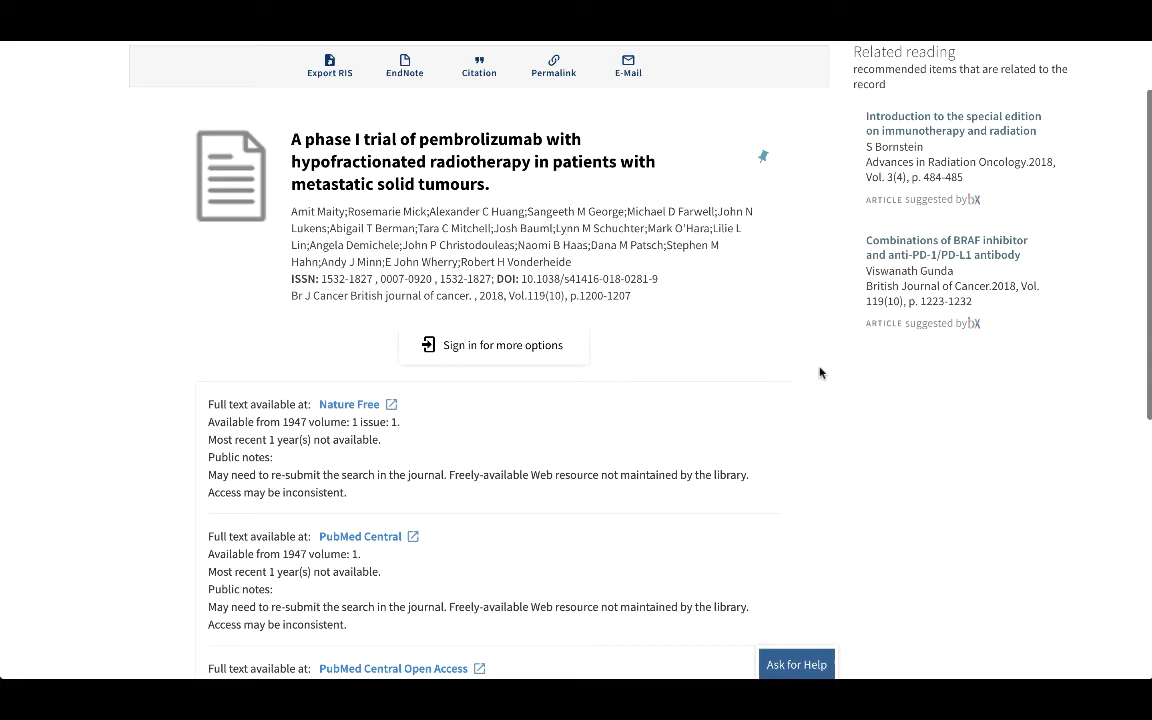 Export RIS
EndNote
Citation
Permalink
E-Mail
A phase I trial of pembrolizumab with
hypofractionated radiotherapy in patients with
metastatic solid tumours.
Amit Maity;Rosemarie Mick;Alexander C Huang;Sangeeth M George;Michael D Farwell;John N
Lukens;Abigail T Berman;Tara C Mitchell;Josh Bauml;Lynn M Schuchter;Mark O'Hara;Lilie L
Lin;Angela Demichele;John P Christodouleas;Naomi B Haas;Dana M Patsch;Stephen M
Hahn;Andy J Minn;E John Wherry;Robert H Vonderheide
ISSN: 1532-1827 , 0007-0920 , 1532-1827; DOI: 10.1038/s41416-018-0281-9
Br J Cancer British journal of cancer. , 2018, Vol.119(10), p.1200-1207
Sign in for more options
Full text available at: Nature Free
Available from 1947 volume: 1 issue: 1.
Most recent 1 year(s) not available.
Public notes:
May need to re-submit the search in the journal. Freely-available Web resource not maintained by the library.
Access may be inconsistent.
Full text available at: PubMed Central
Available from 1947 volume: 1.
Most recent 1 year(s) not available.
Public notes:
May need to re-submit the search in the journal. Freely-available Web resource not maintained by the library.
Access may be inconsistent.
Full text available at: PubMed Central Open Access
Ask for Help
Related reading
recommended items that are related to the
record
Introduction to the special edition
on immunotherapy and radiation
S Bornstein
Advances in Radiation Oncology.2018,
Vol. 3(4), p. 484-485
ARTICLE suggested by bX
Combinations of BRAF inhibitor
and anti-PD-1/PD-L1 antibody
Viswanath Gunda
British Journal of Cancer.2018, Vol.
119(10), p. 1223-1232
ARTICLE suggested by bX